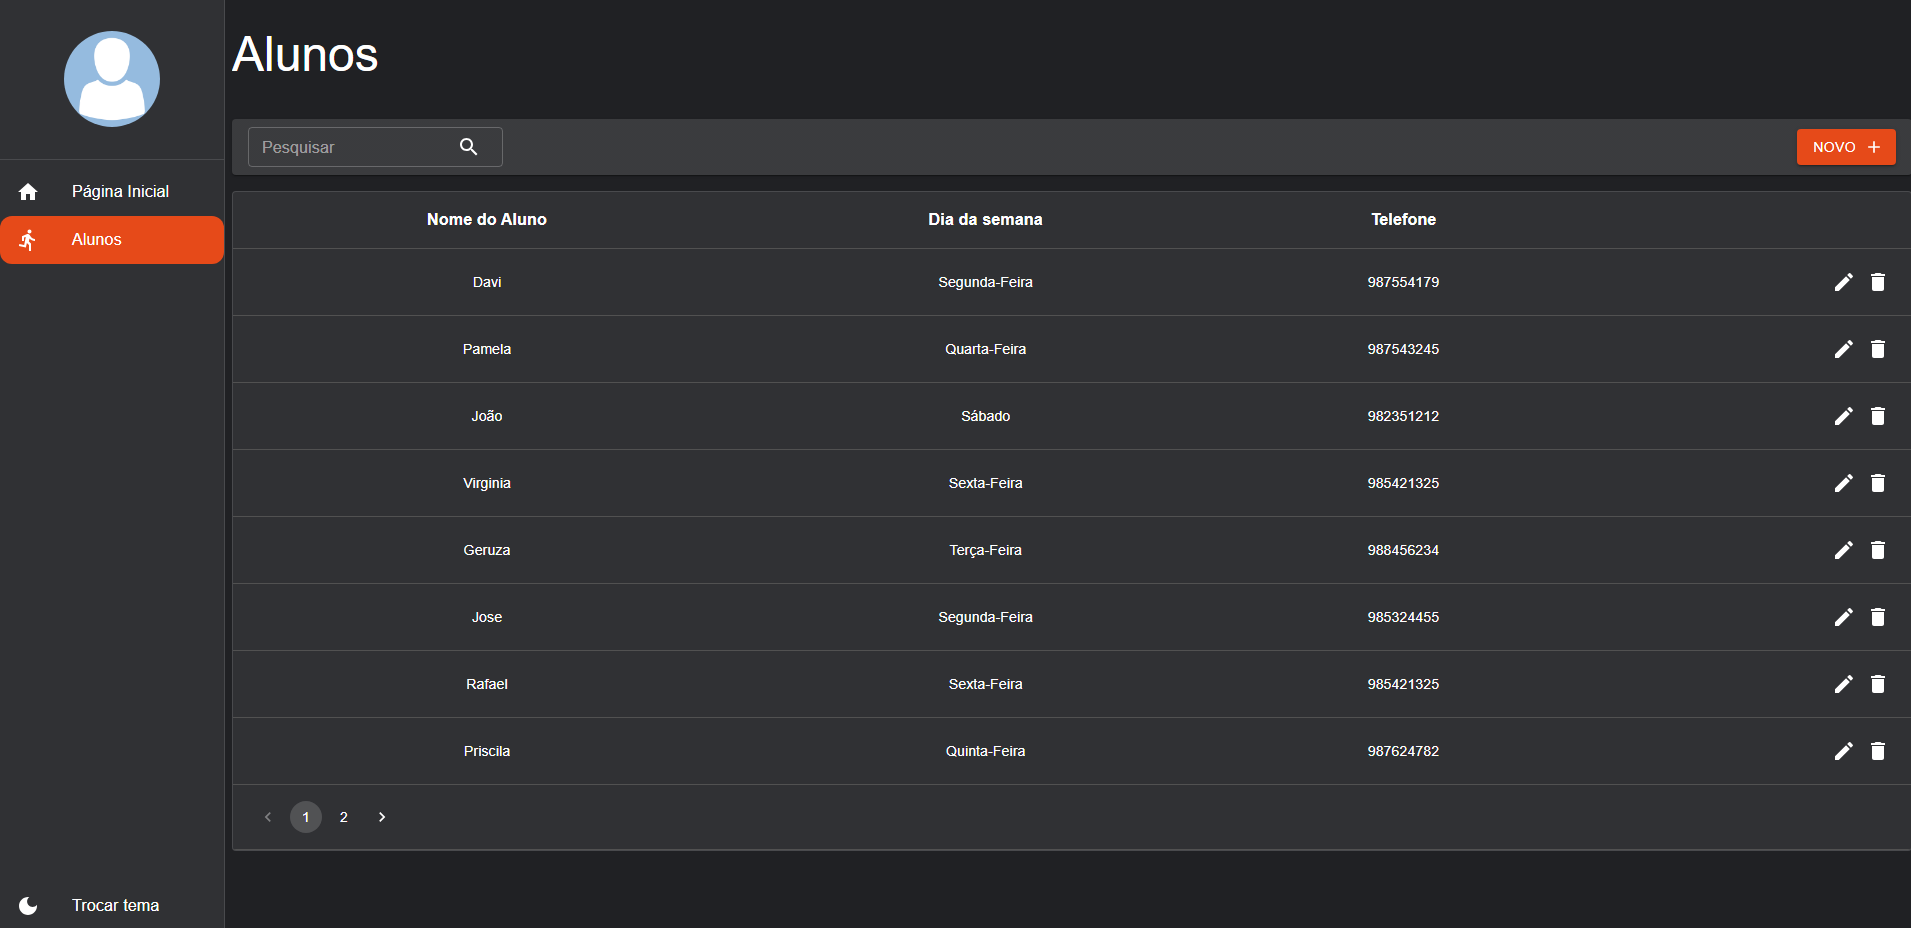 Alunos
Pesquisar
NOVO
Página Inicial
Alunos
Nome do Aluno Dia da semana Telefone
Davi Segunda-Feira 987554179
Pamela Quarta-Feira 987543245
João Sábado 982351212
Virginia Sexta-Feira 985421325
Geruza Terça-Feira 988456234
Jose Segunda-Feira 985324455
Rafael Sexta-Feira 985421325
Priscila Quinta-Feira 987624782
1 2
Trocar tema